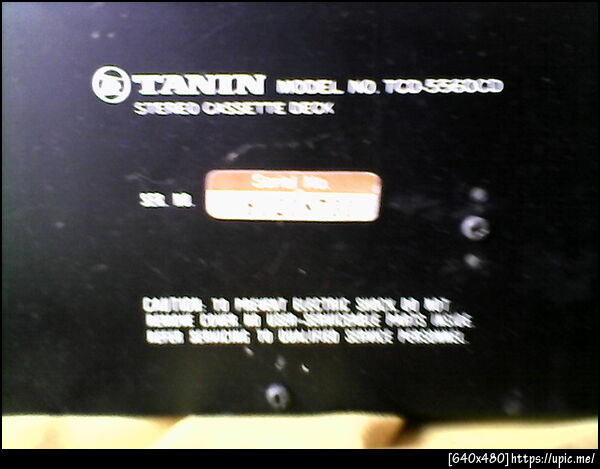 TANIN MODEL NO. TCD-5560CD
STEREO CASSETTE DECK
Serial No.
SER. NO.
CAUTION: TO PREVENT ELECTRIC SHOCK DO NOT
REMOVE COVER NO USER-SERVICEABLE PARTS INSIDE
REFER SERVICING TO QUALIFIED SERVICE PERSONNEL
[640x480]https://upic.me/